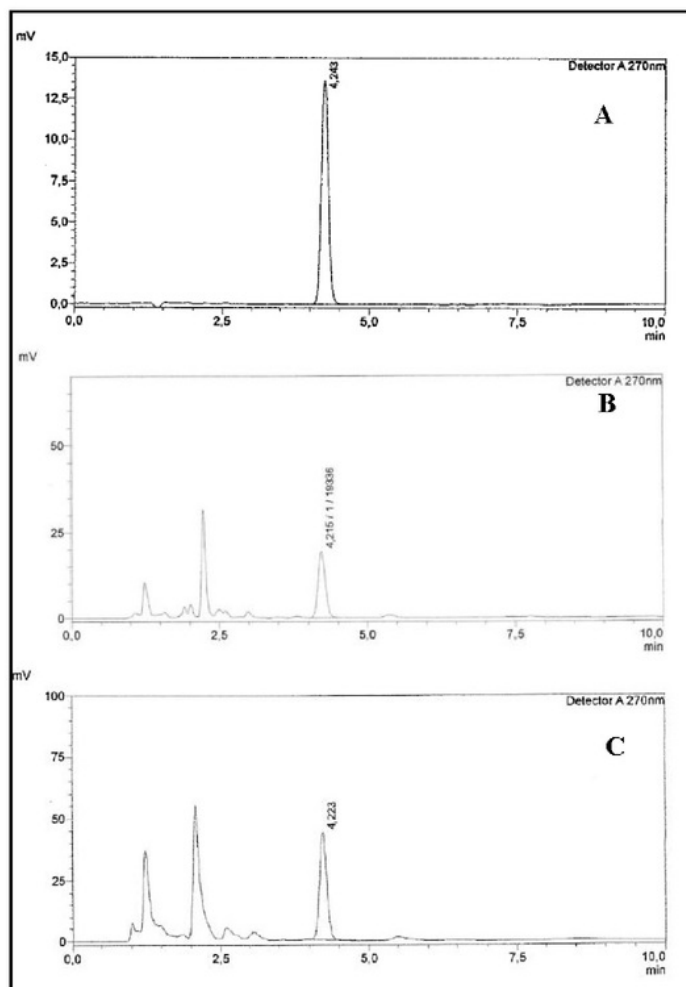 mV
15,0
Detector A 270nm
4,243
A
12,5
10,0
7,5
5,0
2,5
0,0
0,0 2,5 5,0 7,5 10,0
min
mV
Detector A 270nm
B
50
4,215 / 1 / 19336
25
0
0,0 2,5 5,0 7,5 10,0
min
mV
100
Detector A 270nm
C
75
50
4,223
25
0
0,0 2,5 5,0 7,5 10,0
min